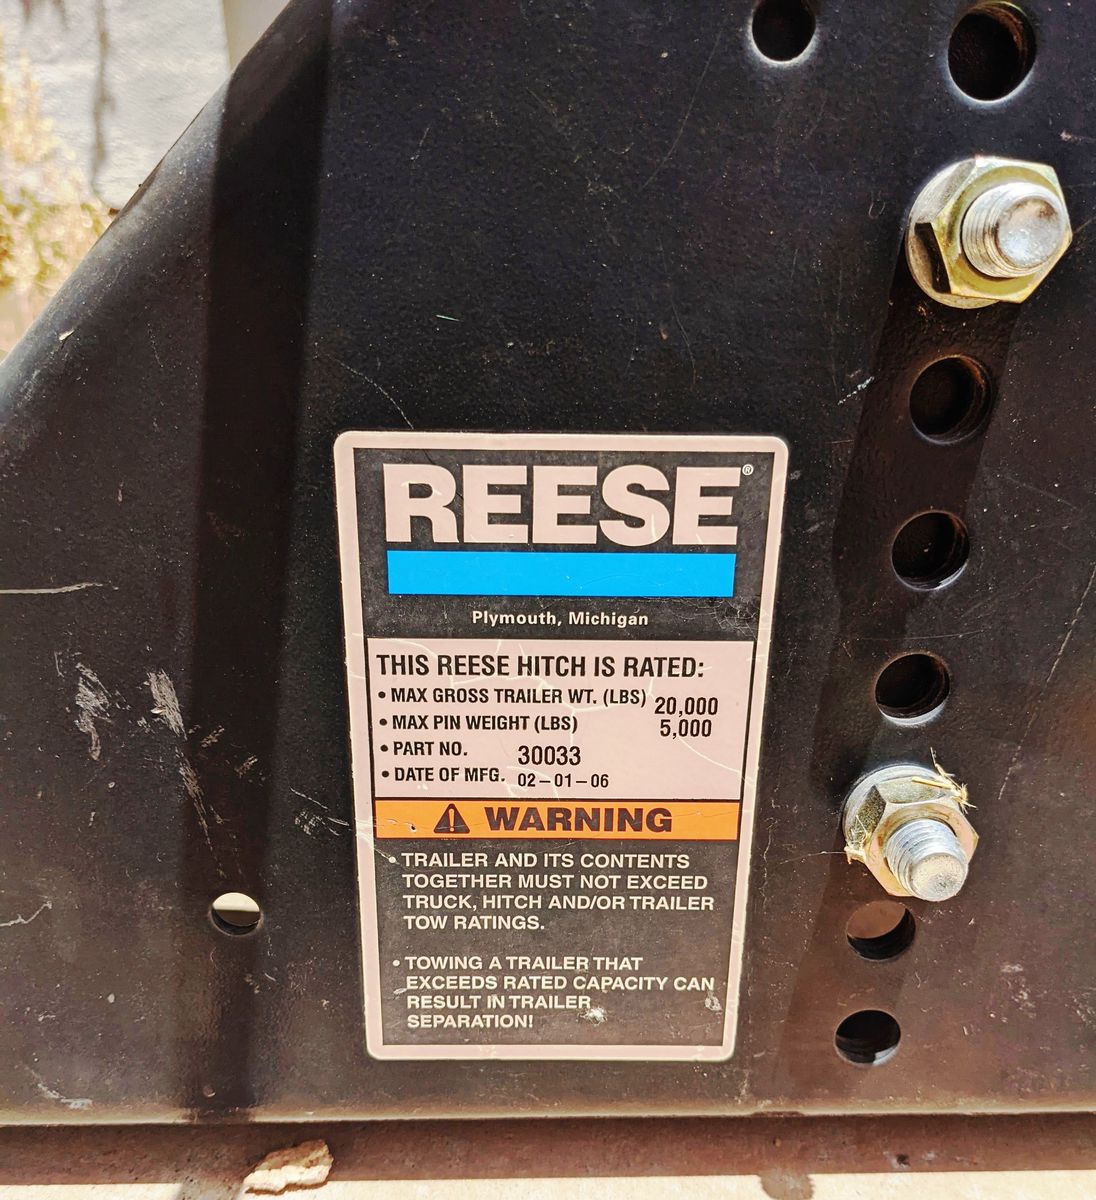 REESE®
Plymouth, Michigan
THIS REESE HITCH IS RATED:
• MAX GROSS TRAILER WT. (LBS) 20,000
• MAX PIN WEIGHT (LBS) 5,000
• PART NO. 30033
• DATE OF MFG. 02-01-06
WARNING
• TRAILER AND ITS CONTENTS
TOGETHER MUST NOT EXCEED
TRUCK, HITCH AND/OR TRAILER
TOW RATINGS.
• TOWING A TRAILER THAT
EXCEEDS RATED CAPACITY CAN
RESULT IN TRAILER
SEPARATION!